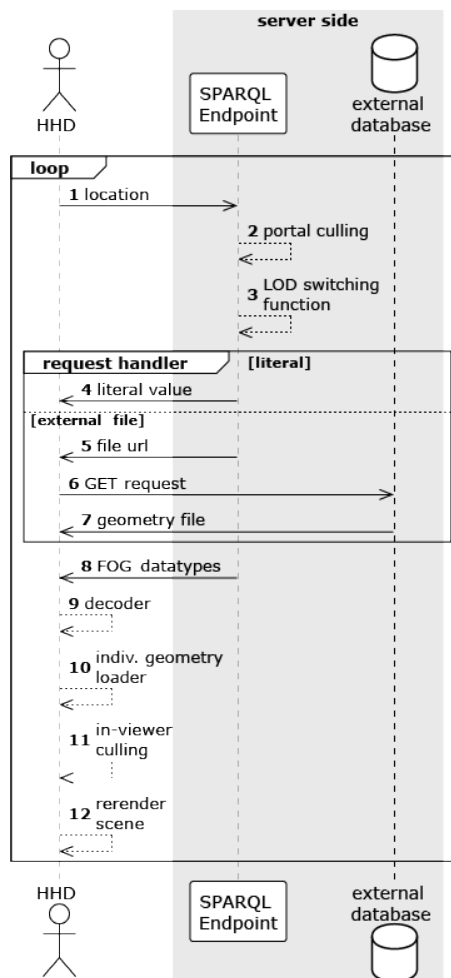 server side
HHD
SPARQL
Endpoint
external
database
loop
1 location
2 portal culling
3 LOD switching
function
request handler [literal]
4 literal value
[external file]
5 file url
6 GET request
7 geometry file
8 FOG datatypes
9 decoder
10 indiv. geometry
loader
11 in-viewer
culling
12 rerender
scene
HHD
SPARQL
Endpoint
external
database